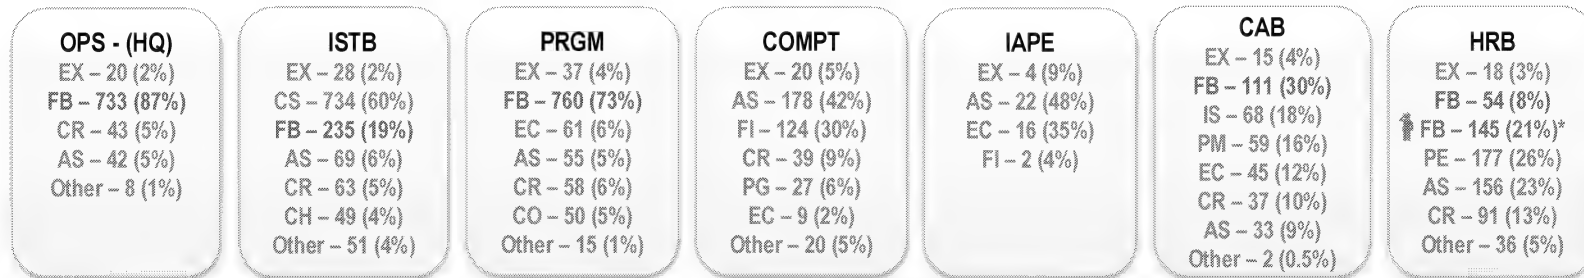 OPS - (HQ)
EX – 20 (2%)
FB – 733 (87%)
CR – 43 (5%)
AS – 42 (5%)
Other – 8 (1%)
ISTB
EX – 28 (2%)
CS – 734 (60%)
FB – 235 (19%)
AS – 69 (6%)
CR – 63 (5%)
CH – 49 (4%)
Other – 51 (4%)
PRGM
EX – 37 (4%)
FB – 760 (73%)
EC – 61 (6%)
AS – 55 (5%)
CR – 58 (6%)
CO – 50 (5%)
Other – 15 (1%)
COMPT
EX – 20 (5%)
AS – 178 (42%)
FI – 124 (30%)
CR – 39 (9%)
PG – 27 (6%)
EC – 9 (2%)
Other – 20 (5%)
IAPE
EX – 4 (9%)
AS – 22 (48%)
EC – 16 (35%)
FI – 2 (4%)
CAB
EX – 15 (4%)
FB – 111 (30%)
IS – 68 (18%)
PM – 59 (16%)
EC – 45 (12%)
CR – 37 (10%)
AS – 33 (9%)
Other – 2 (0.5%)
HRB
EX – 18 (3%)
FB – 54 (8%)
FB – 145 (21%)*
PE – 177 (26%)
AS – 156 (23%)
CR – 91 (13%)
Other – 36 (5%)